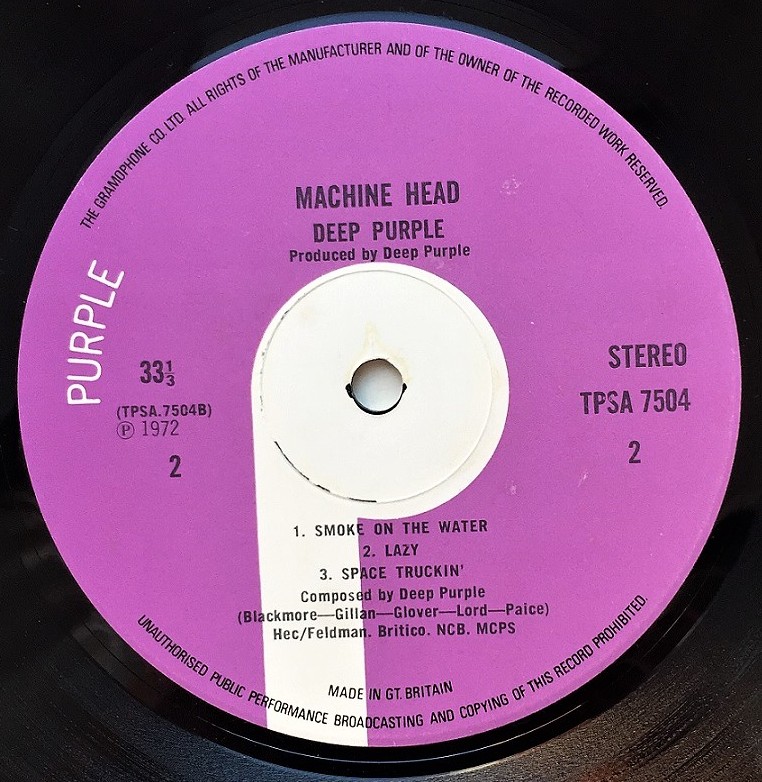 THE GRAMOPHONE CO. LTD. ALL RIGHTS OF THE MANUFACTURER AND OF THE OWNER OF THE RECORDED WORK RESERVED.
MACHINE HEAD
DEEP PURPLE
Produced by Deep Purple
PURPLE
33⅓
(TPSA.7504B)
Ⓟ 1972
2
STEREO
TPSA 7504
2
1. SMOKE ON THE WATER
2. LAZY
3. SPACE TRUCKIN'
Composed by Deep Purple
(Blackmore—Gillan—Glover—Lord—Paice)
Hec/Feldman. Britico. NCB. MCPS
MADE IN GT. BRITAIN
UNAUTHORISED PUBLIC PERFORMANCE BROADCASTING AND COPYING OF THIS RECORD PROHIBITED.